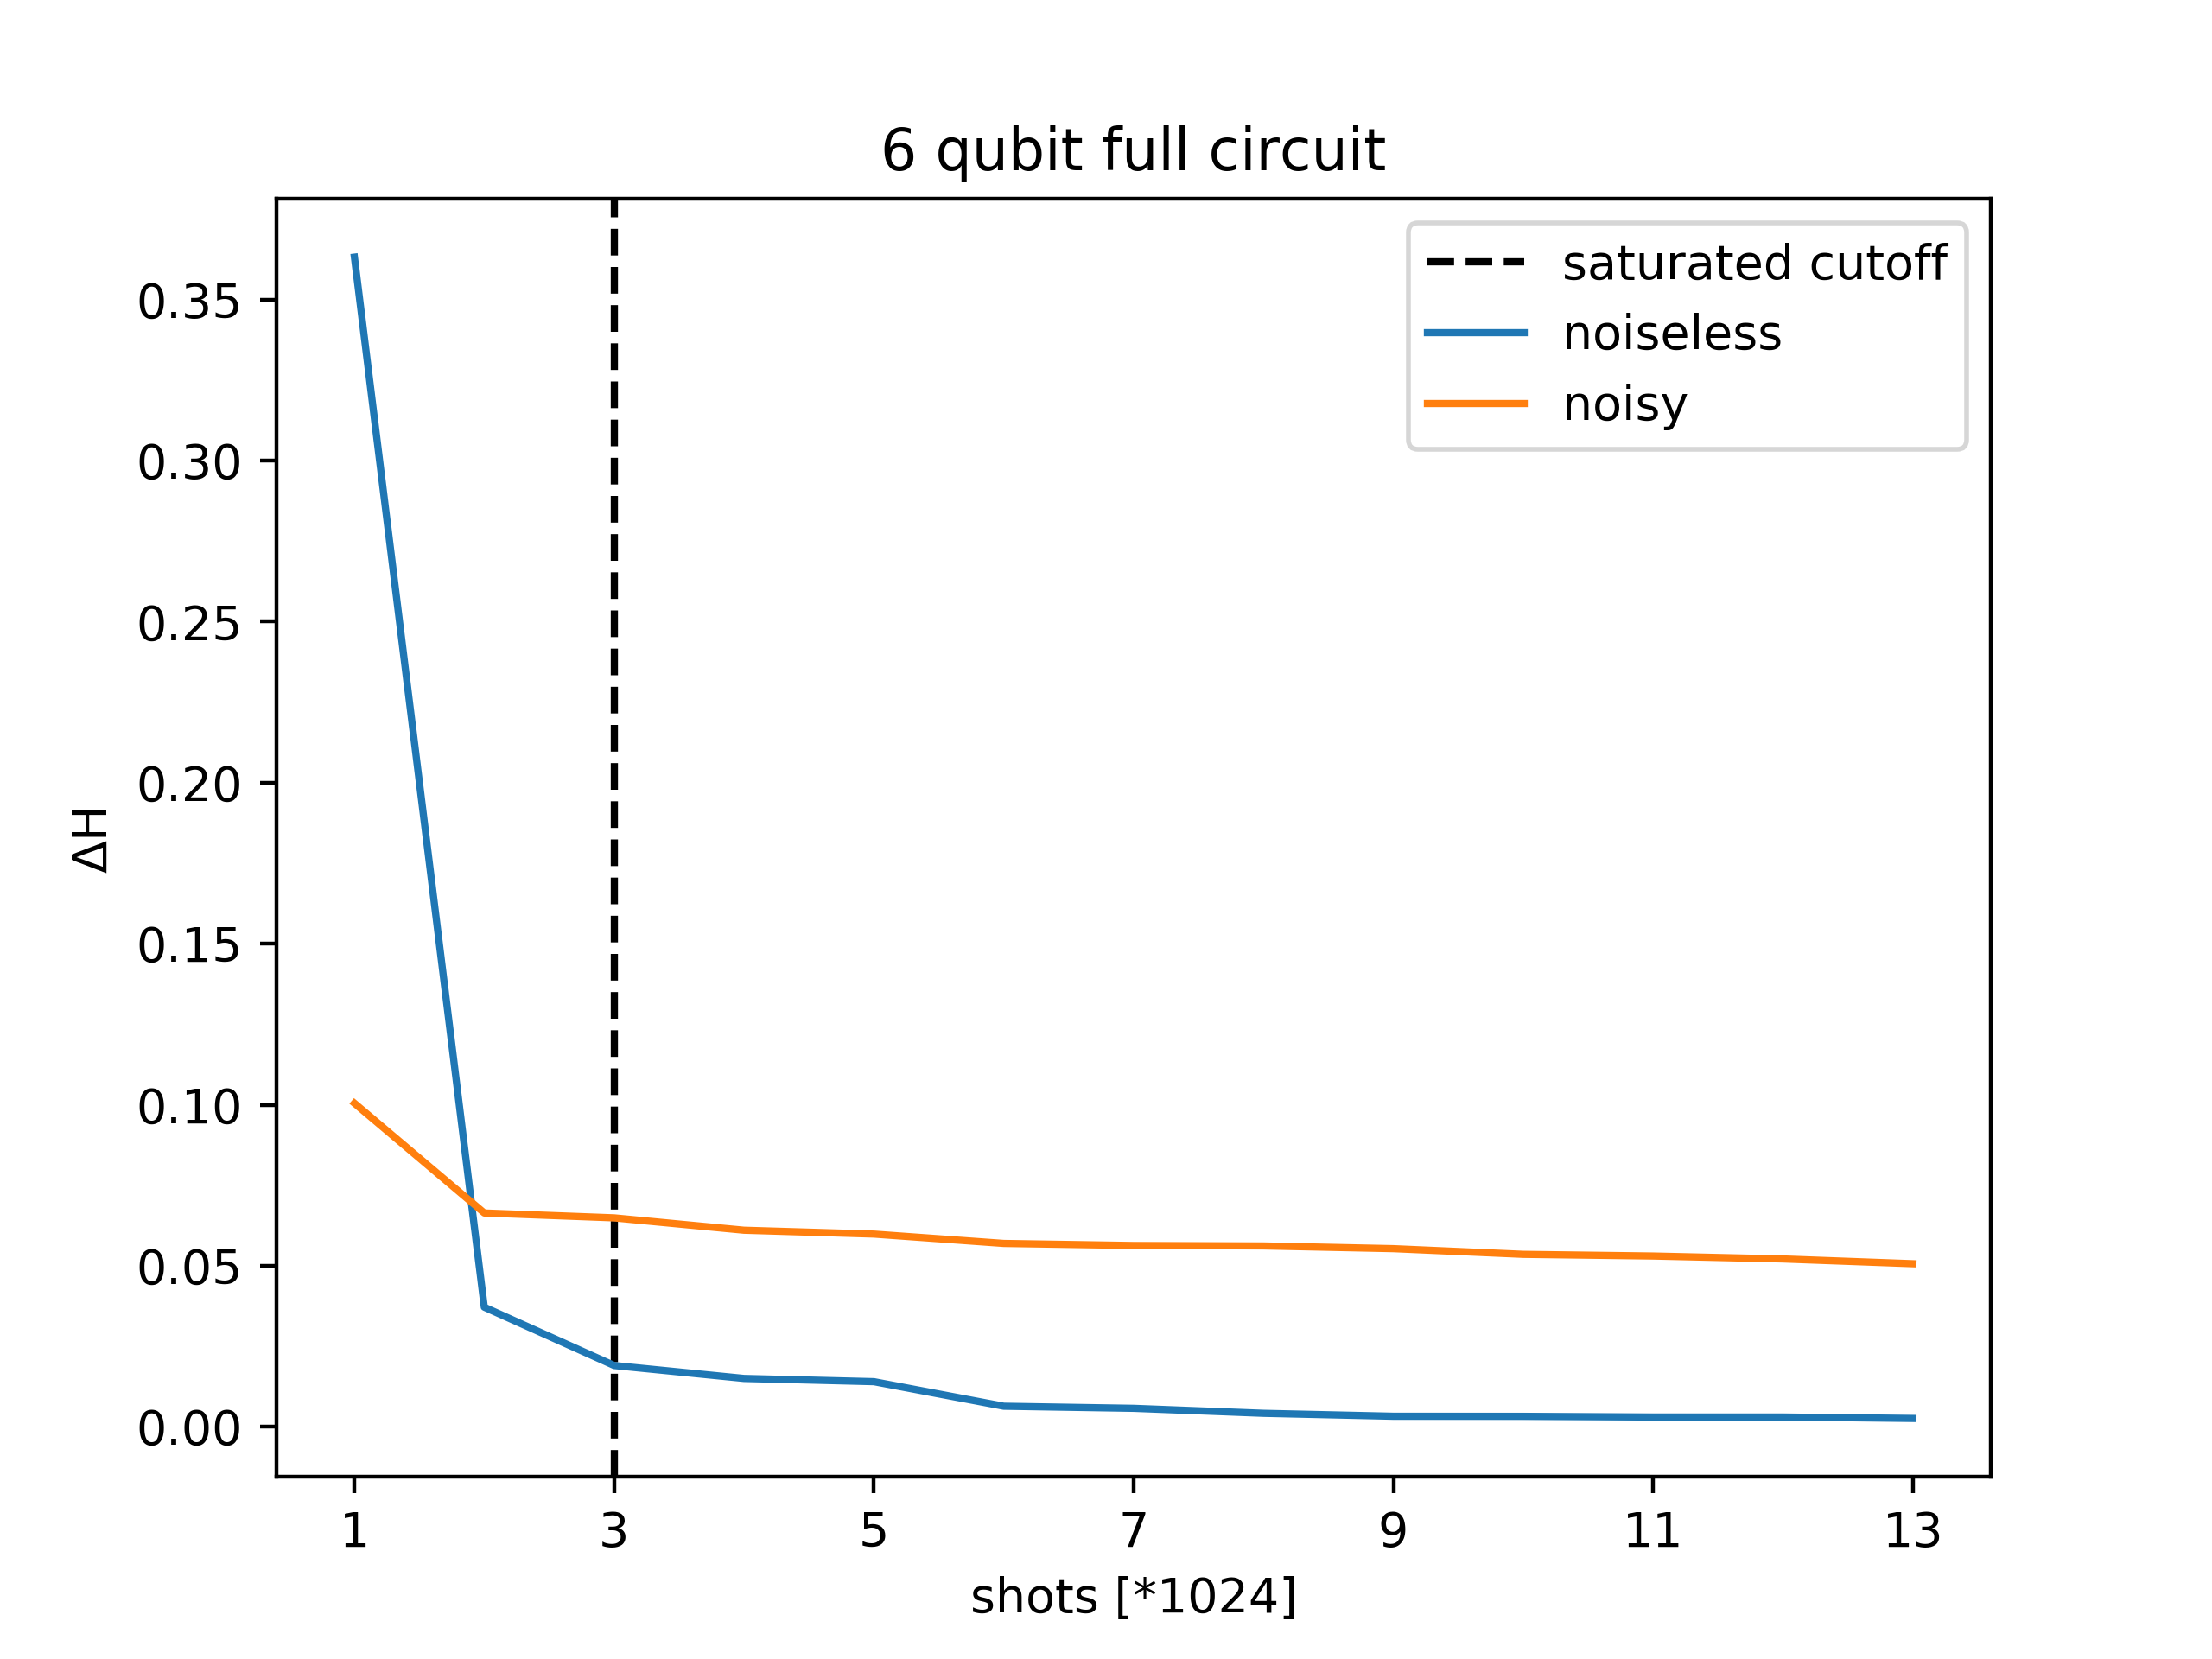 6 qubit full circuit
saturated cutoff
noiseless
noisy
0.35
0.30
0.25
0.20
0.15
0.10
0.05
0.00
ΔH
1 3 5 7 9 11 13
shots [*1024]